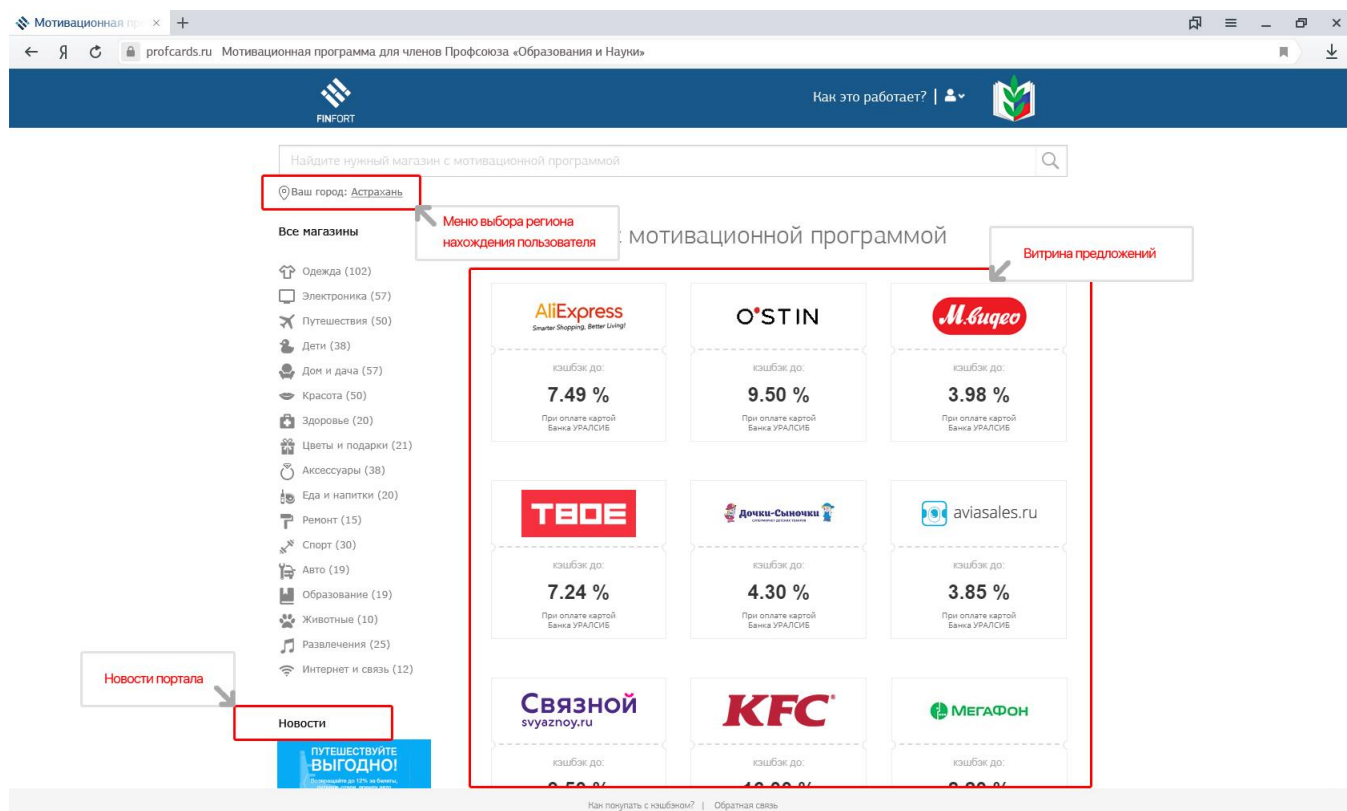 Мотивационная пр
profcards.ru Мотивационная программа для членов Профсоюза «Образования и Науки»
FINFORT
Как это работает?
Найдите нужный магазин с мотивационной программой
Ваш город: Астрахань
Меню выбора региона
нахождения пользователя
с мотивационной программой
Витрина предложений
Все магазины
Одежда (102)
Электроника (57)
Путешествия (50)
Дети (38)
Дом и дача (57)
Красота (50)
Здоровье (20)
Цветы и подарки (21)
Аксессуары (38)
Еда и напитки (20)
Ремонт (15)
Спорт (30)
Авто (19)
Образование (19)
Животные (10)
Развлечения (25)
Интернет и связь (12)
Новости портала
Новости
ПУТЕШЕСТВУЙТЕ
ВЫГОДНО!
Возвращайте до 12% за билеты,
AliExpress
Smarter Shopping, Better Living!
кэшбэк до:
7.49 %
При оплате картой
Банка УРАЛСИБ
O'STIN
кэшбэк до:
9.50 %
При оплате картой
Банка УРАЛСИБ
М.видео
кэшбэк до:
3.98 %
При оплате картой
Банка УРАЛСИБ
ТВОЕ
кэшбэк до:
7.24 %
При оплате картой
Банка УРАЛСИБ
Дочки-Сыночки
кэшбэк до:
4.30 %
При оплате картой
Банка УРАЛСИБ
aviasales.ru
кэшбэк до:
3.85 %
При оплате картой
Банка УРАЛСИБ
Связной
svyaznoy.ru
кэшбэк до:
KFC
кэшбэк до:
МЕГАФОН
кэшбэк до:
Как покупать с кэшбэком? | Обратная связь